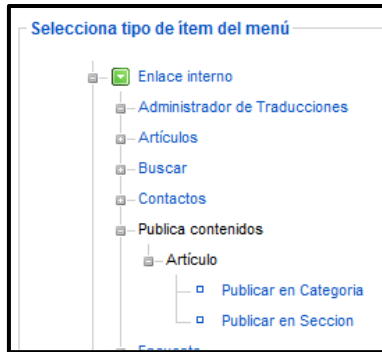 Selecciona tipo de ítem del menú
Enlace interno
Administrador de Traducciones
Artículos
Buscar
Contactos
Publica contenidos
Artículo
Publicar en Categoria
Publicar en Seccion